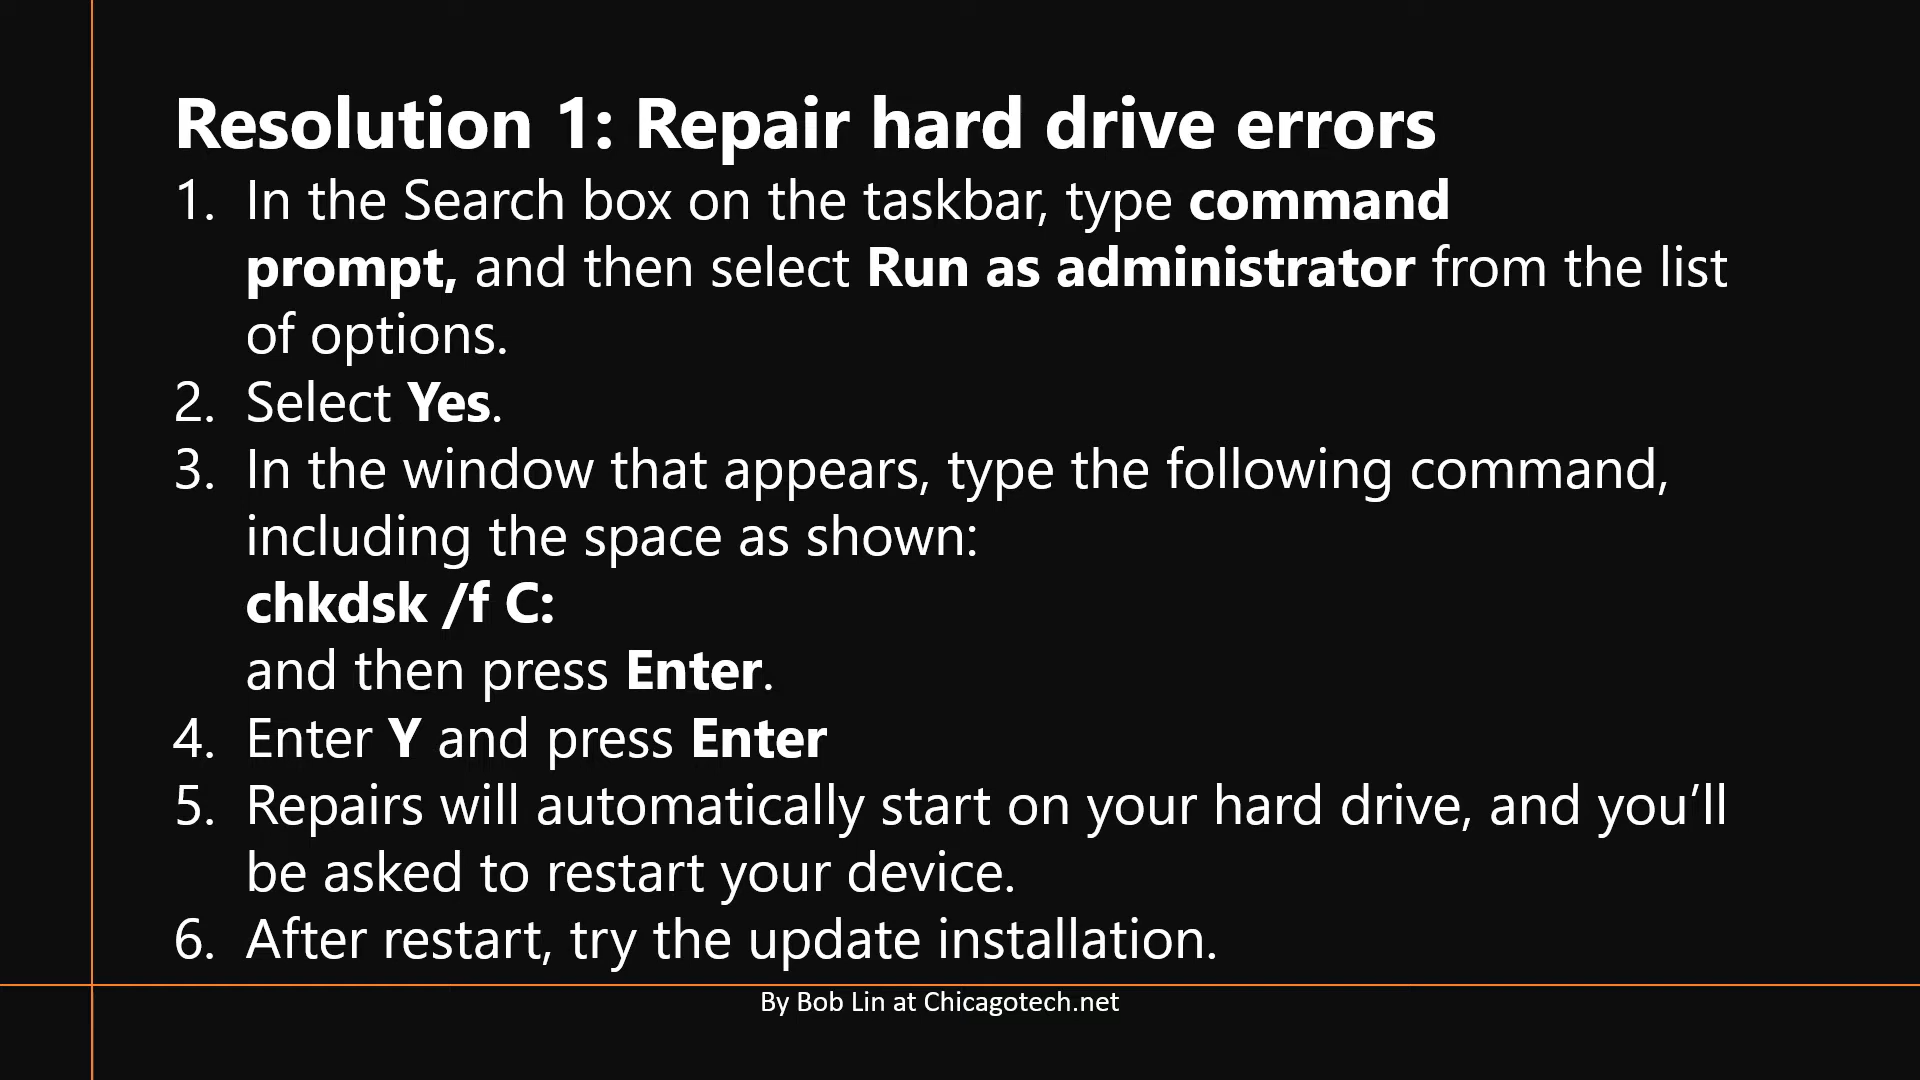 Resolution 1: Repair hard drive errors
1. In the Search box on the taskbar, type command
prompt, and then select Run as administrator from the list
of options.
2. Select Yes.
3. In the window that appears, type the following command,
including the space as shown:
chkdsk /f C:
and then press Enter.
4. Enter Y and press Enter
5. Repairs will automatically start on your hard drive, and you’ll
be asked to restart your device.
6. After restart, try the update installation.
By Bob Lin at Chicagotech.net